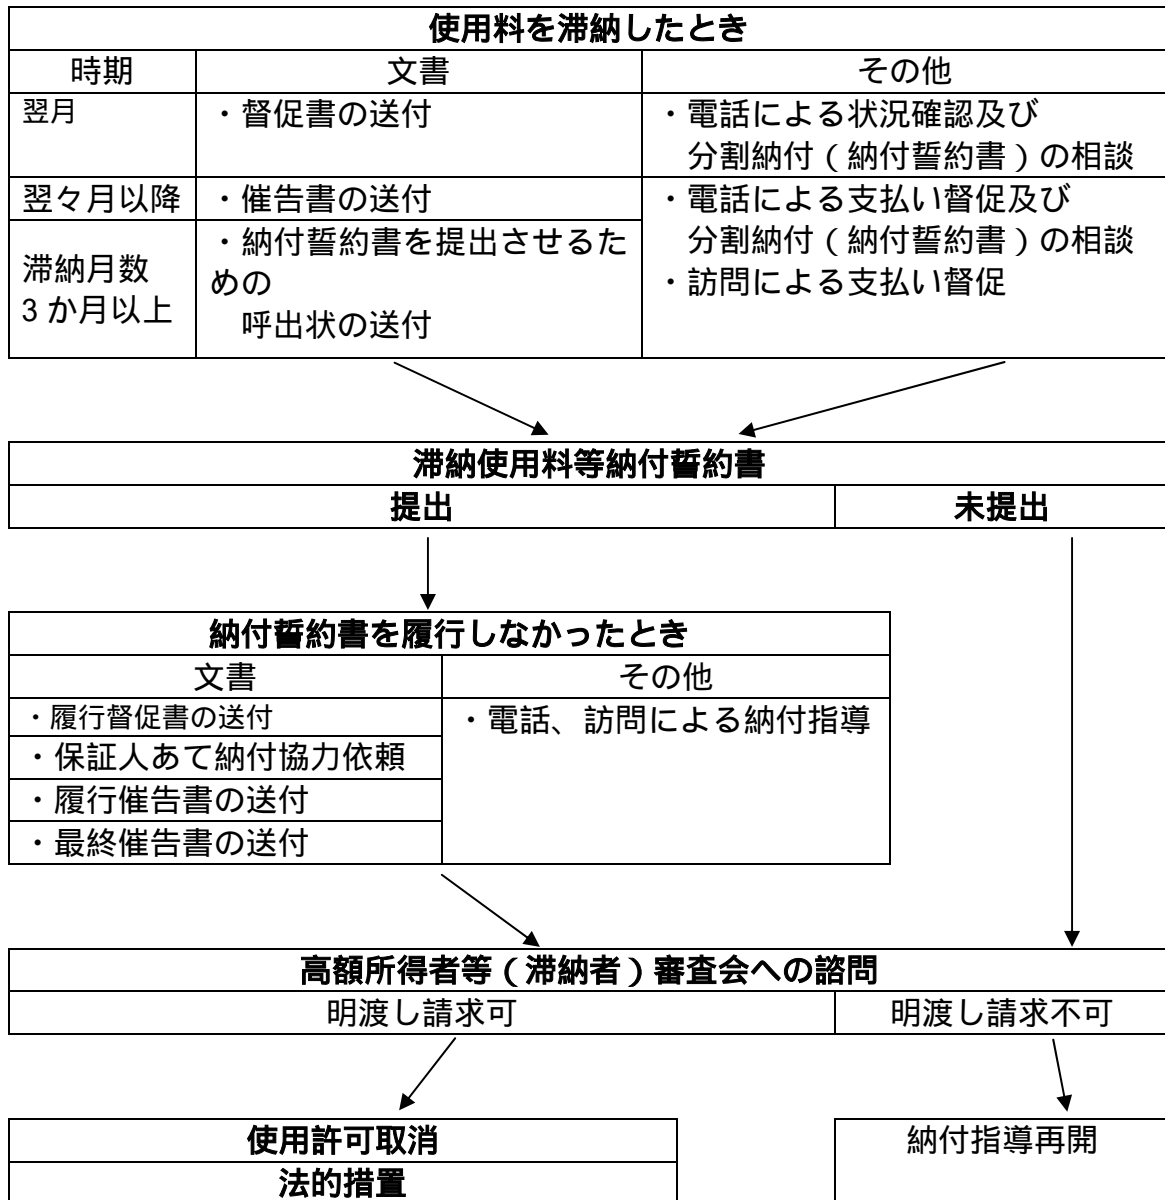 使用料を滞納したとき
時期
文書
その他
翌月
・督促書の送付
・電話による状況確認及び
分割納付（納付誓約書）の相談
翌々月以降
・催告書の送付
・電話による支払い督促及び
分割納付（納付誓約書）の相談
・訪問による支払い督促
滞納月数
3か月以上
・納付誓約書を提出させるた
めの
呼出状の送付
滞納使用料等納付誓約書
提出
未提出
納付誓約書を履行しなかったとき
文書
その他
・履行督促書の送付
・電話、訪問による納付指導
・保証人あて納付協力依頼
・履行催告書の送付
・最終催告書の送付
高額所得者等（滞納者）審査会への諮問
明渡し請求可
明渡し請求不可
使用許可取消
納付指導再開
法的措置